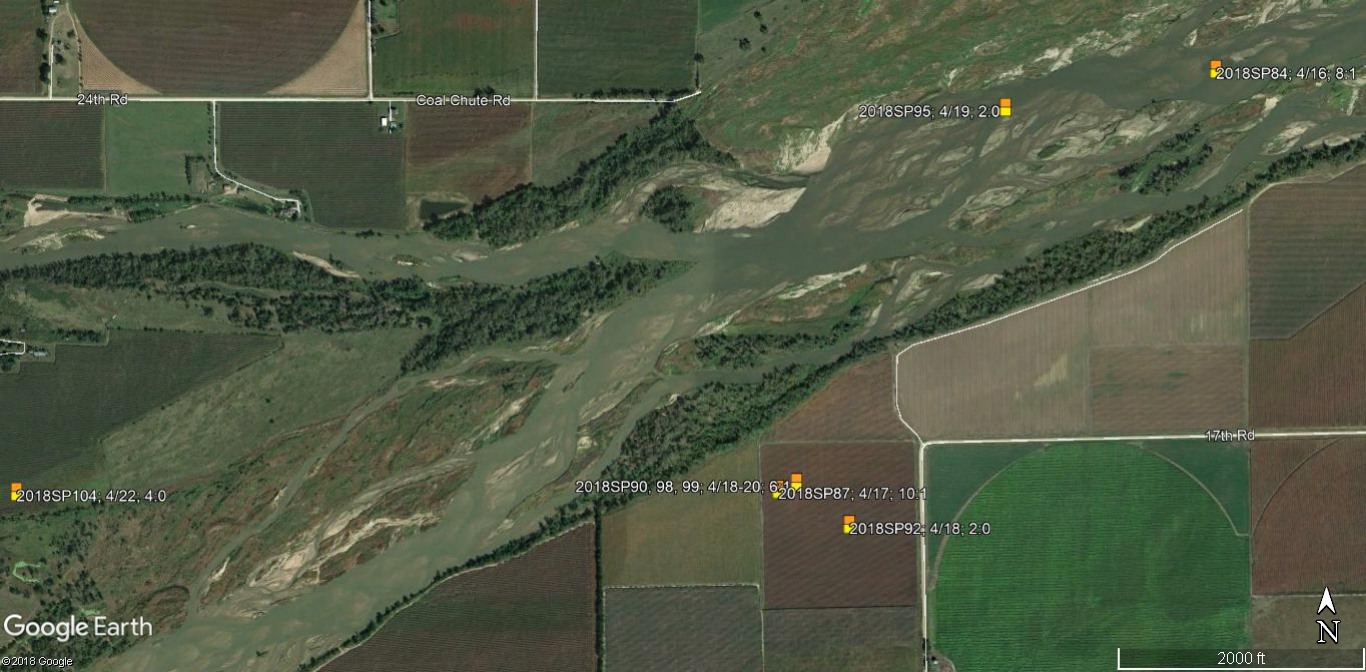 2018SP84; 4/16, 8:1
24th Rd
Coal Chute Rd
2018SP95; 4/19, 2:0
17th Rd
2018SP104, 4/22, 4:0
2018SP90, 98, 99; 4/18-20; 6:1
2018SP87; 4/17; 10:1
2018SP92; 4/18; 2:0
Google Earth
N
©2018 Google
2000 ft